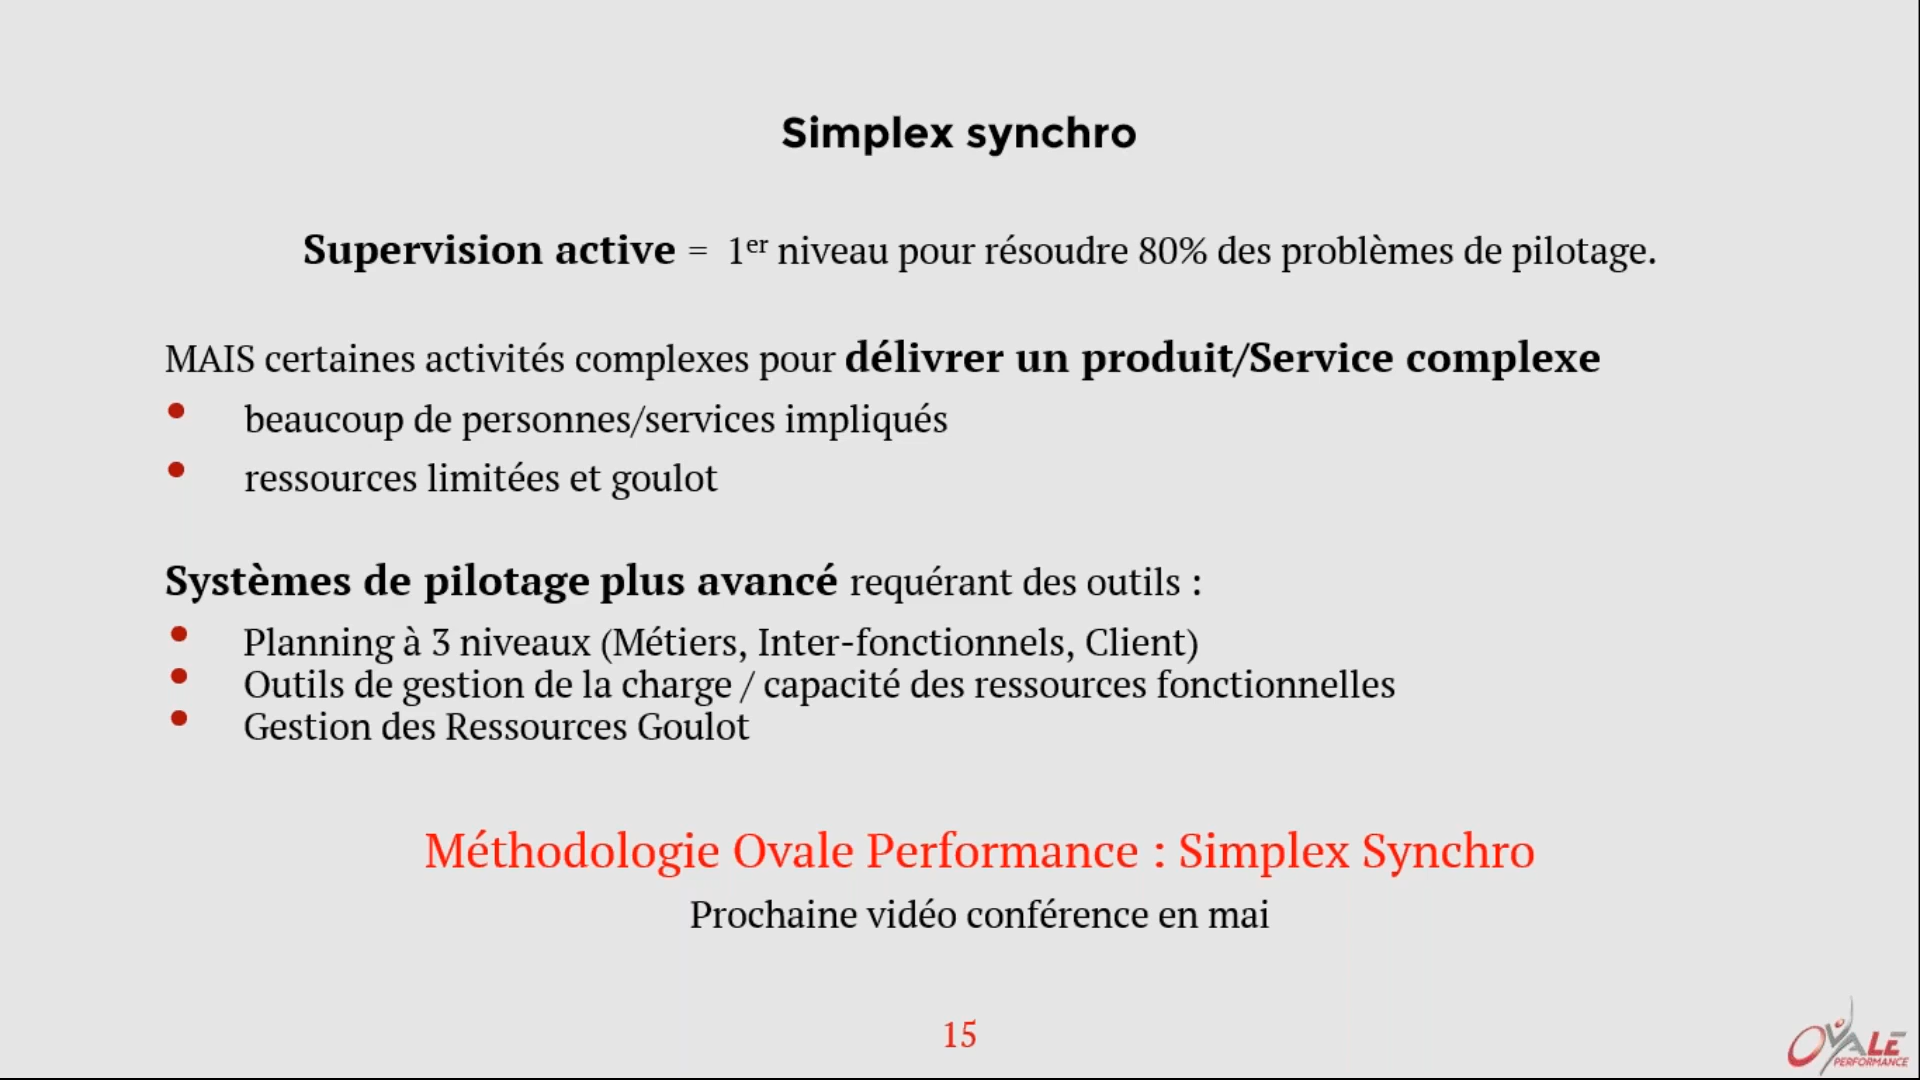 Simplex synchro
Supervision active = 1er niveau pour résoudre 80% des problèmes de pilotage.
MAIS certaines activités complexes pour délivrer un produit/Service complexe
• beaucoup de personnes/services impliqués
• ressources limitées et goulot
Systèmes de pilotage plus avancé requérant des outils :
• Planning à 3 niveaux (Métiers, Inter-fonctionnels, Client)
• Outils de gestion de la charge / capacité des ressources fonctionnelles
• Gestion des Ressources Goulot
Méthodologie Ovale Performance : Simplex Synchro
Prochaine vidéo conférence en mai
15
OVALE
PERFORMANCE